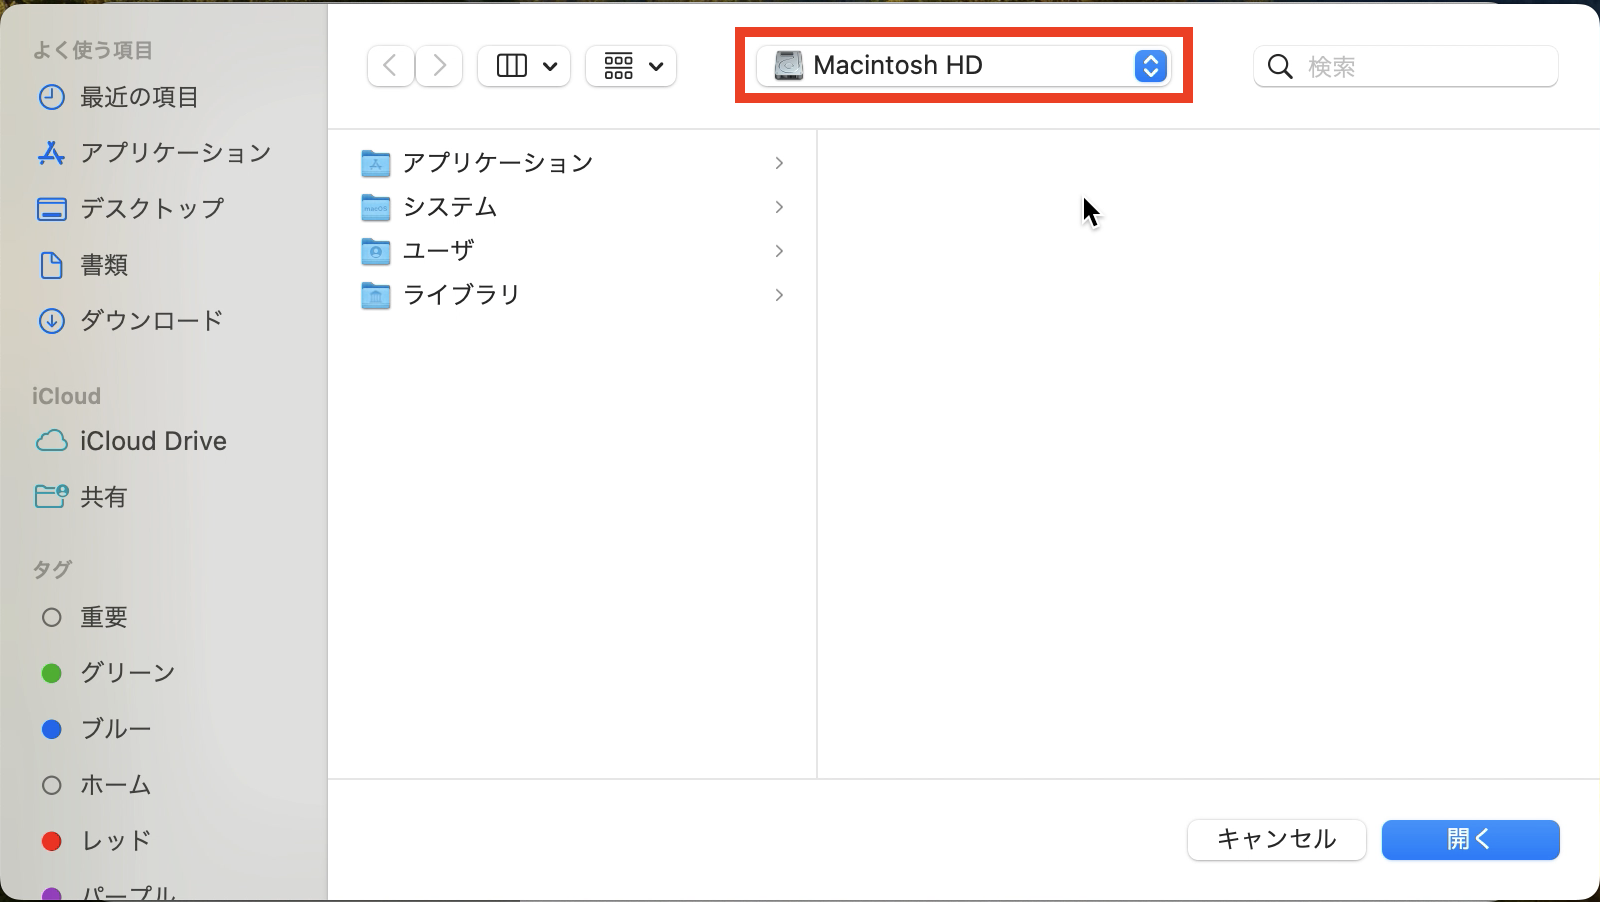 よく使う項目
最近の項目
アプリケーション
デスクトップ
書類
ダウンロード
iCloud
iCloud Drive
共有
タグ
重要
グリーン
ブルー
ホーム
レッド
パープル
Macintosh HD
検索
アプリケーション
システム
ユーザ
ライブラリ
キャンセル
開く